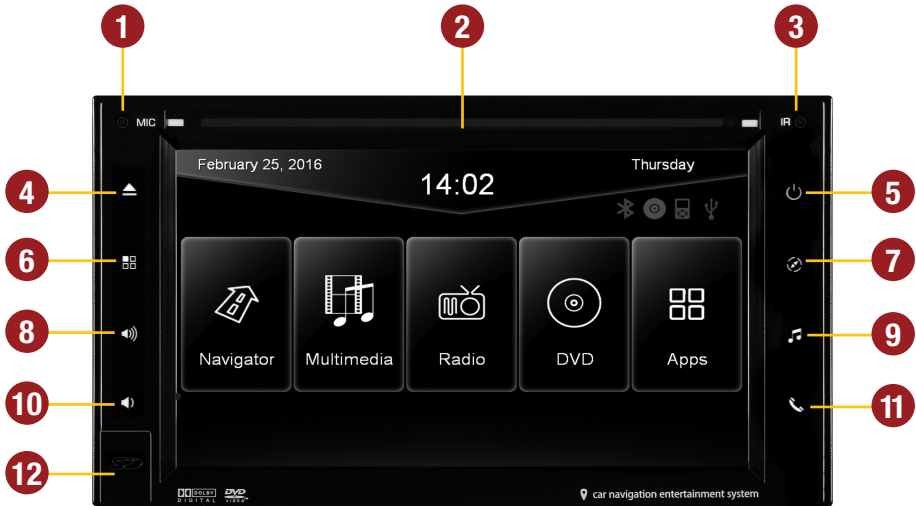 1 2 3
MIC IR
February 25, 2016 Thursday
14:02
4 5
6 7
Navigator Multimedia Radio DVD Apps
8 9
10 11
12 SD
DOLBY DIGITAL DVD VIDEO car navigation entertainment system